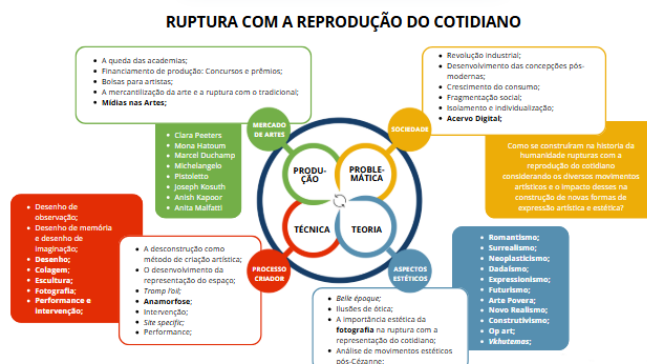 RUPTURA COM A REPRODUÇÃO DO COTIDIANO
A queda das academias;
Financiamento de produção: Concursos e prêmios;
Bolsas para artistas;
A mercantilização da arte e a ruptura com o tradicional;
Mídias nas Artes;
Revolução industrial;
Desenvolvimento das concepções pós-
modernas;
Crescimento do consumo;
Fragmentação social;
Isolamento e individualização;
Acervo Digital;
MERCADO
DE ARTES
SOCIEDADE
Clara Peeters
Mona Hatoum
Marcel Duchamp
Michelangelo
Pistoletto
Joseph Kosuth
Anish Kapoor
Anita Malfatti
PRODU-
ÇÃO
PROBLE-
MÁTICA
TÉCNICA
TEORIA
Como se construíram na historia da
humanidade rupturas com a
reprodução do cotidiano
considerando os diversos movimentos
artísticos e o impacto desses na
construção de novas formas de
expressão artística e estética?
Desenho de
observação;
Desenho de memória
e desenho de
imaginação;
Desenho;
Colagem;
Escultura;
Fotografia;
Performance e
Intervenção;
A desconstrução como
método de criação artística;
O desenvolvimento da
representação do espaço;
Tramp l'oil;
Anamorfose;
Intervenção;
Site specific;
Performance;
PROCESSO
CRIADOR
ASPECTOS
ESTÉTICOS
Belle époque;
Ilusões de ótica;
A importância estética da
fotografia na ruptura com a
representação do cotidiano;
Análise de movimentos estéticos
pós-Cézanne;
Romantismo;
Surrealismo;
Neoplasticismo;
Dadaísmo;
Expressionismo;
Futurismo;
Arte Povera;
Novo Realismo;
Construtivismo;
Op art;
Vkhutemas;